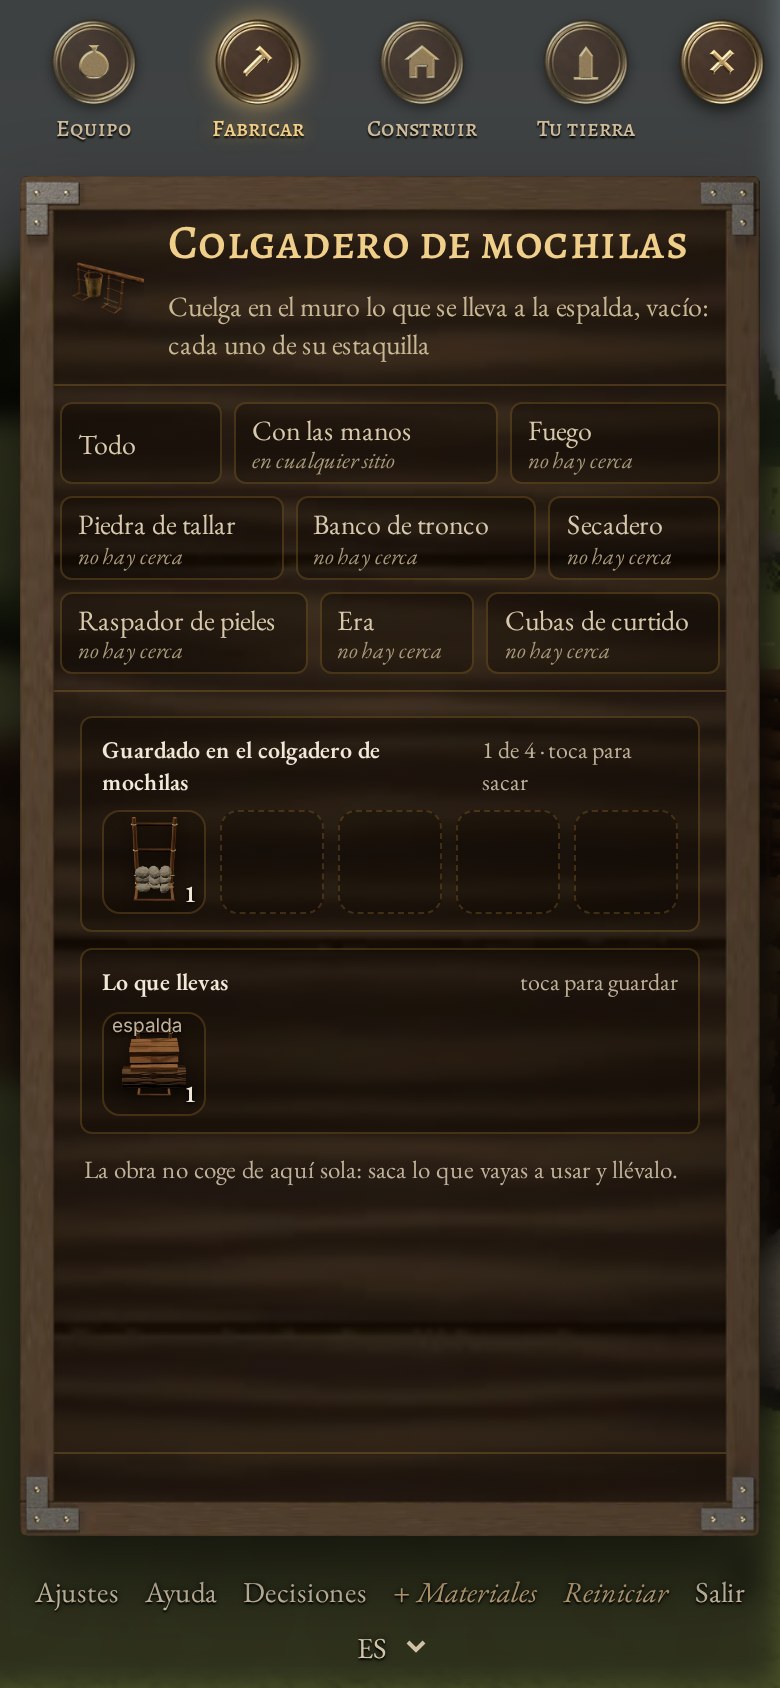 Equipo
Fabricar
Construir
Tu tierra
Colgadero de mochilas
Cuelga en el muro lo que se lleva a la espalda, vacío:
cada uno de su estaquilla
Todo
Con las manos
en cualquier sitio
Fuego
no hay cerca
Piedra de tallar
no hay cerca
Banco de tronco
no hay cerca
Secadero
no hay cerca
Raspador de pieles
no hay cerca
Era
no hay cerca
Cubas de curtido
no hay cerca
Guardado en el colgadero de
mochilas
1 de 4 · toca para
sacar
1
Lo que llevas
toca para guardar
espalda
1
La obra no coge de aquí sola: saca lo que vayas a usar y llévalo.
Ajustes
Ayuda
Decisiones
+ Materiales
Reiniciar
Salir
ES